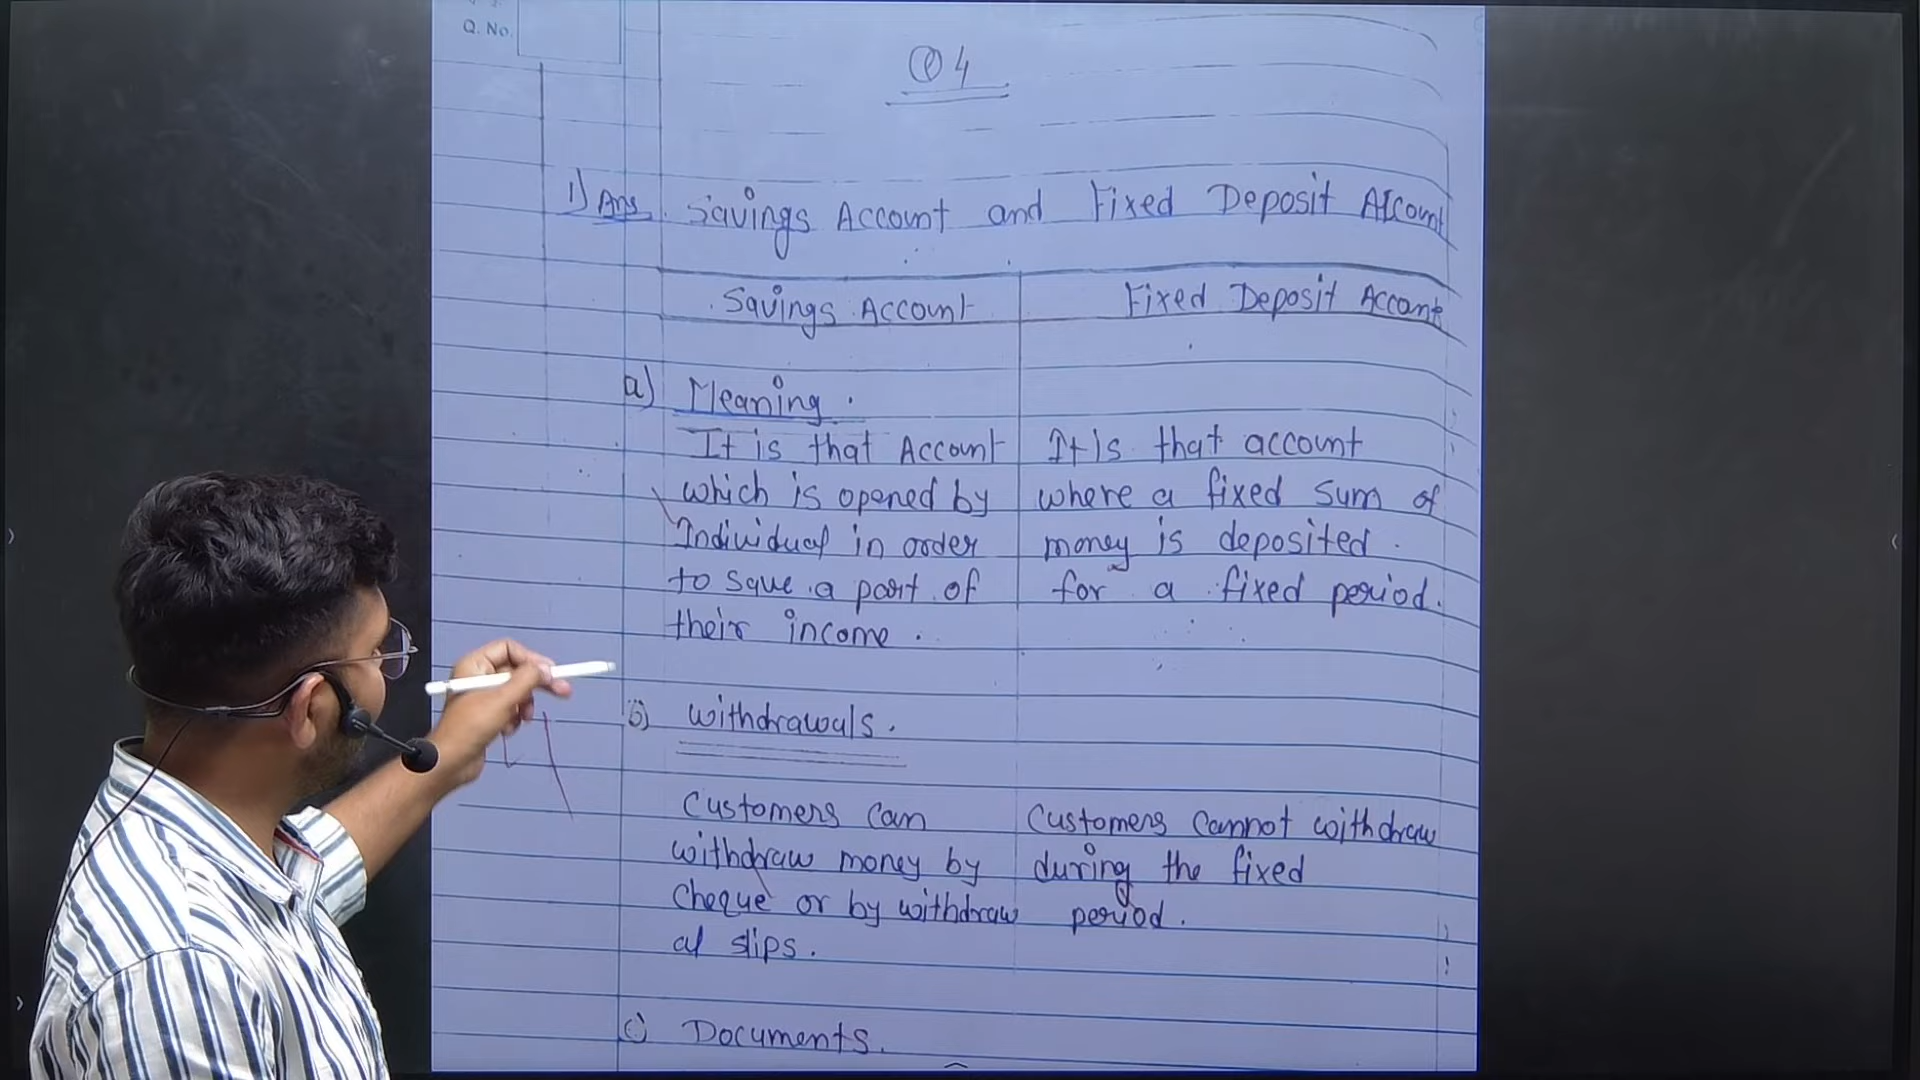 Q. No.
Q4
1) Ans. Savings Account and Fixed Deposit Account
Savings Account
Fixed Deposit Account
a) Meaning.
It is that Account
which is opened by
Individual in order
to save a part of
their income.
It is that account
where a fixed sum of
money is deposited.
for a fixed period.
b) withdrawals.
Customers can
withdraw money by
cheque or by withdraw
al slips.
Customers cannot withdraw
during the fixed
period.
c) Documents.